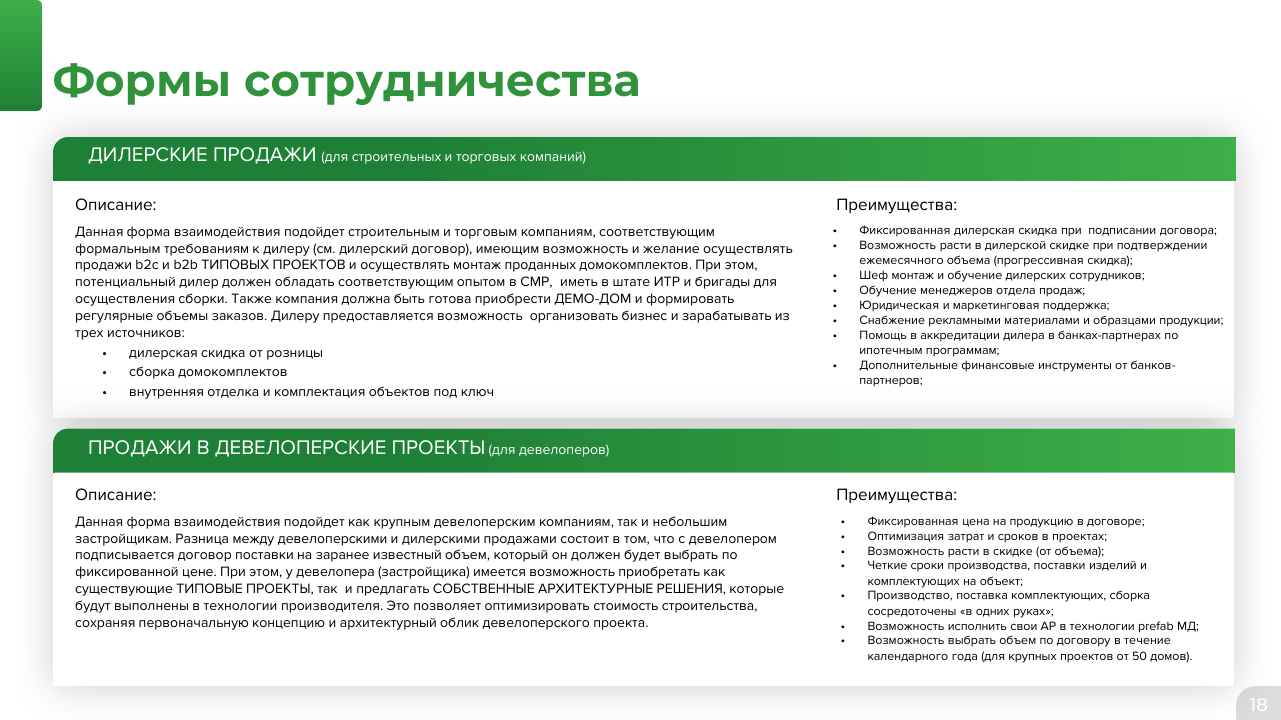 Формы сотрудничества
ДИЛЕРСКИЕ ПРОДАЖИ (для строительных и торговых компаний)
Описание:
Данная форма взаимодействия подойдет строительным и торговым компаниям, соответствующим
формальным требованиям к дилеру (см. дилерский договор), имеющим возможность и желание осуществлять
продажи b2c и b2b ТИПОВЫХ ПРОЕКТОВ и осуществлять монтаж проданных домокомплектов. При этом,
потенциальный дилер должен обладать соответствующим опытом в СМР, иметь в штате ИТР и бригады для
осуществления сборки. Также компания должна быть готова приобрести ДЕМО-ДОМ и формировать
регулярные объемы заказов. Дилеру предоставляется возможность организовать бизнес и зарабатывать из
трех источников:
• дилерская скидка от розницы
• сборка домокомплектов
• внутренняя отделка и комплектация объектов под ключ
Преимущества:
• Фиксированная дилерская скидка при подписании договора;
• Возможность расти в дилерской скидке при подтверждении
ежемесячного объема (прогрессивная скидка);
• Шеф монтаж и обучение дилерских сотрудников;
• Обучение менеджеров отдела продаж;
• Юридическая и маркетинговая поддержка;
• Снабжение рекламными материалами и образцами продукции;
• Помощь в аккредитации дилера в банках-партнерах по
ипотечным программам;
• Дополнительные финансовые инструменты от банков-
партнеров;
ПРОДАЖИ В ДЕВЕЛОПЕРСКИЕ ПРОЕКТЫ (для девелоперов)
Описание:
Данная форма взаимодействия подойдет как крупным девелоперским компаниям, так и небольшим
застройщикам. Разница между девелоперскими и дилерскими продажами состоит в том, что с девелопером
подписывается договор поставки на заранее известный объем, который он должен будет выбрать по
фиксированной цене. При этом, у девелопера (застройщика) имеется возможность приобретать как
существующие ТИПОВЫЕ ПРОЕКТЫ, так и предлагать СОБСТВЕННЫЕ АРХИТЕКТУРНЫЕ РЕШЕНИЯ, которые
будут выполнены в технологии производителя. Это позволяет оптимизировать стоимость строительства,
сохраняя первоначальную концепцию и архитектурный облик девелоперского проекта.
Преимущества:
• Фиксированная цена на продукцию в договоре;
• Оптимизация затрат и сроков в проектах;
• Возможность расти в скидке (от объема);
• Четкие сроки производства, поставки изделий и
комплектующих на объект;
• Производство, поставка комплектующих, сборка
сосредоточены «в одних руках»;
• Возможность исполнить свои АР в технологии prefab МД;
• Возможность выбрать объем по договору в течение
календарного года (для крупных проектов от 50 домов).
18